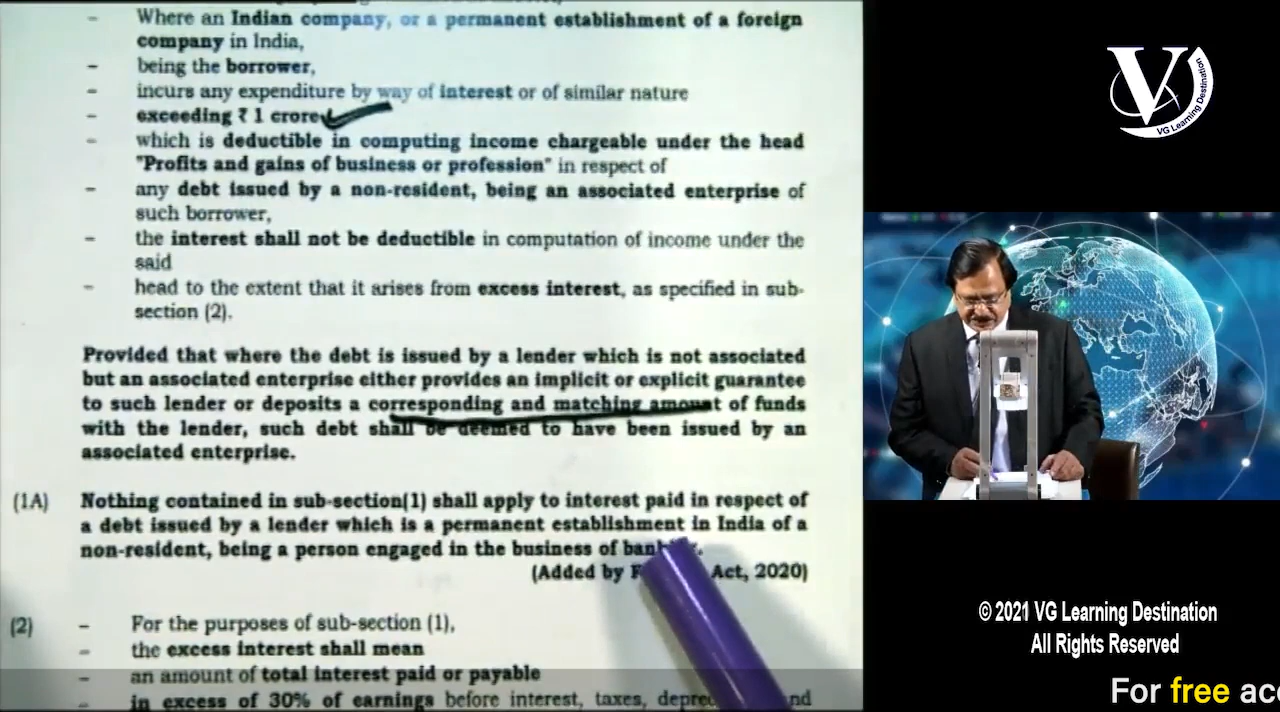 - Where an Indian company, or a permanent establishment of a foreign
company in India,
- being the borrower,
- incurs any expenditure by way of interest or of similar nature
- exceeding ₹ 1 crore
- which is deductible in computing income chargeable under the head
"Profits and gains of business or profession" in respect of
- any debt issued by a non-resident, being an associated enterprise of
such borrower,
- the interest shall not be deductible in computation of income under the
said
- head to the extent that it arises from excess interest, as specified in sub-
section (2).
Provided that where the debt is issued by a lender which is not associated
but an associated enterprise either provides an implicit or explicit guarantee
to such lender or deposits a corresponding and matching amount of funds
with the lender, such debt shall be deemed to have been issued by an
associated enterprise.
(1A) Nothing contained in sub-section(1) shall apply to interest paid in respect of
a debt issued by a lender which is a permanent establishment in India of a
non-resident, being a person engaged in the business of
(Added by Act, 2020)
(2) - For the purposes of sub-section (1),
- the excess interest shall mean
- an amount of total interest paid or payable
- in excess of 30% of earnings before interest, taxes,
V
VG Learning Destination
© 2021 VG Learning Destination
All Rights Reserved
For free